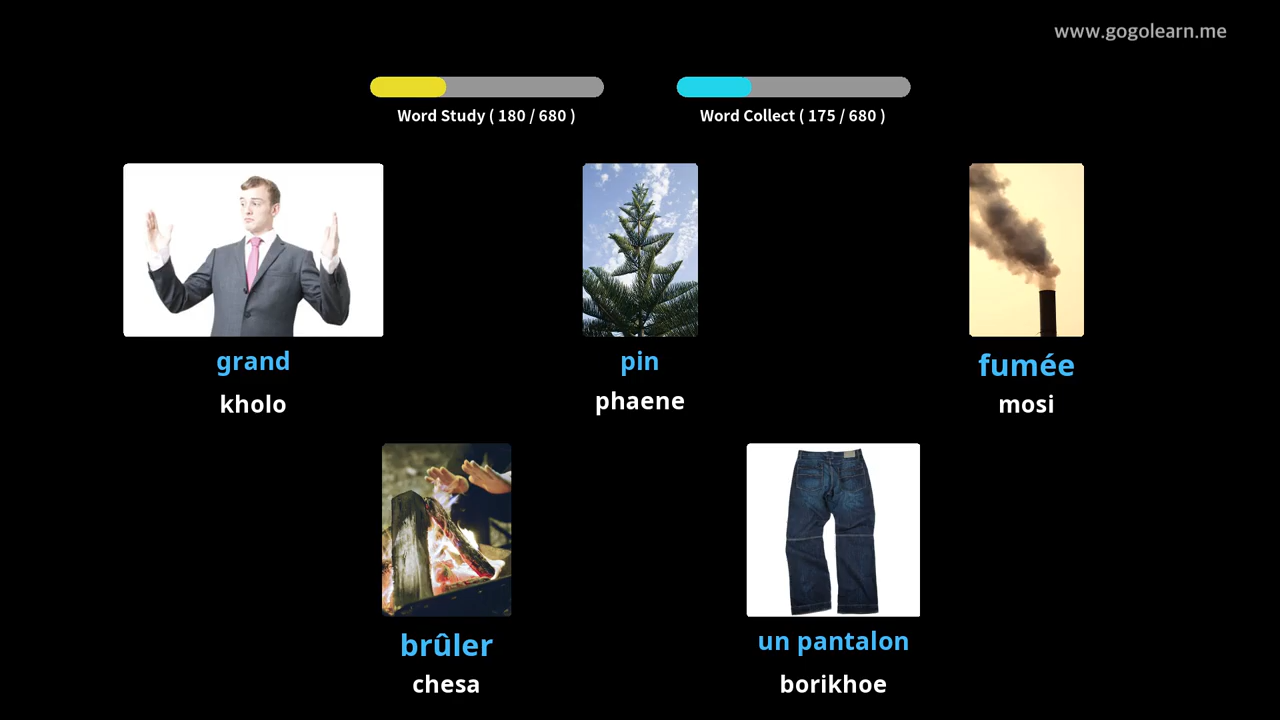 www.gogolearn.me
Word Study ( 180 / 680 )
Word Collect ( 175 / 680 )
grand
kholo
pin
phaene
fumée
mosi
brûler
chesa
un pantalon
borikhoe